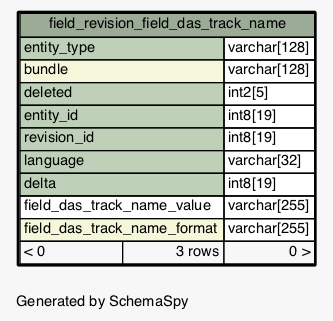 field_revision_field_das_track_name
entity_type varchar[128]
bundle varchar[128]
deleted int2[5]
entity_id int8[19]
revision_id int8[19]
language varchar[32]
delta int8[19]
field_das_track_name_value varchar[255]
field_das_track_name_format varchar[255]
< 0 3 rows 0 >
Generated by SchemaSpy